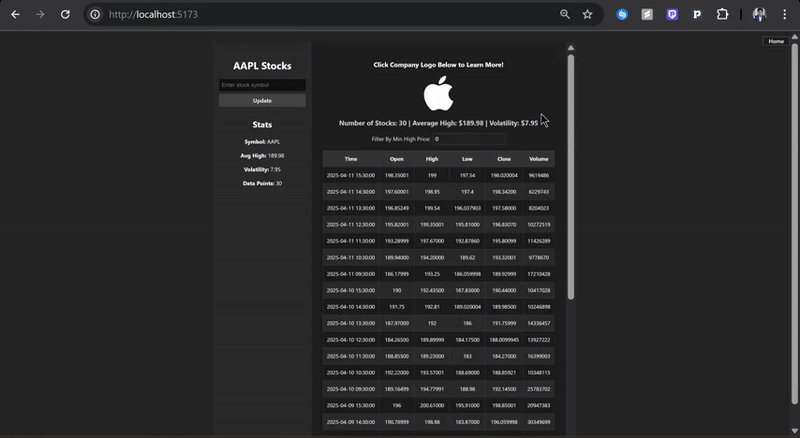 http://localhost:5173
Home
AAPL Stocks
Enter stock symbol
Update
Stats
Symbol: AAPL
Avg High: 189.98
Volatility: 7.95
Data Points: 30
Click Company Logo Below to Learn More!
Number of Stocks: 30 | Average High: $189.98 | Volatility: $7.95
Filter By Min High Price: 0
Time Open High Low Close Volume
2025-04-11 15:30:00 198.35001 199 197.54 198.020004 9619486
2025-04-11 14:30:00 197.60001 198.95 197.4 198.34200 6229743
2025-04-11 13:30:00 196.85249 199.54 196.037903 197.58000 8204023
2025-04-11 12:30:00 195.82001 199.35001 195.81000 196.83070 10272519
2025-04-11 11:30:00 193.28999 197.67000 192.87860 195.80099 11426289
2025-04-11 10:30:00 189.94000 194.20000 189.62 193.32001 9778670
2025-04-11 09:30:00 186.17999 193.25 186.059998 189.92999 17210428
2025-04-10 15:30:00 190 192.43500 187.83000 190.44000 10417028
2025-04-10 14:30:00 191.75 192.81 189.020004 189.98500 10246898
2025-04-10 13:30:00 187.97000 192 186 191.75999 14336457
2025-04-10 12:30:00 184.26500 189.89999 184.17500 188.0099945 13927222
2025-04-10 11:30:00 188.85500 189.23000 183 184.27000 16399003
2025-04-10 10:30:00 192.22000 193.57001 188.69000 188.85921 10348115
2025-04-10 09:30:00 189.16499 194.77991 188.98 192.14500 25783702
2025-04-09 15:30:00 196 200.61000 195.91000 198.85001 20947383
2025-04-09 14:30:00 190.78999 198.98 183.87000 196.059998 30349699